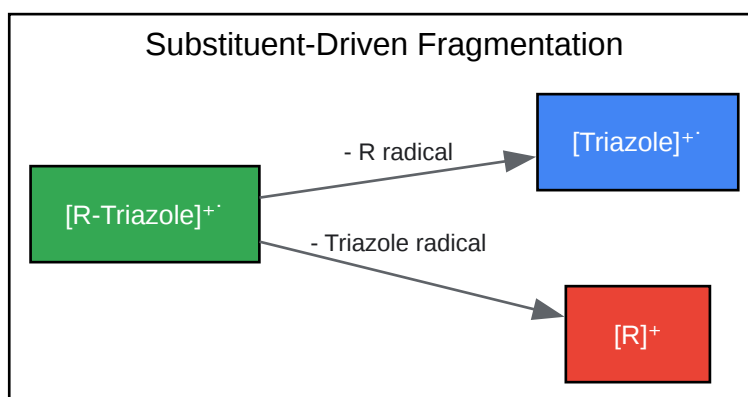 Substituent-Driven Fragmentation
- R radical
[Triazole]⁺˙
[R-Triazole]⁺˙
- Triazole radical
[R]⁺